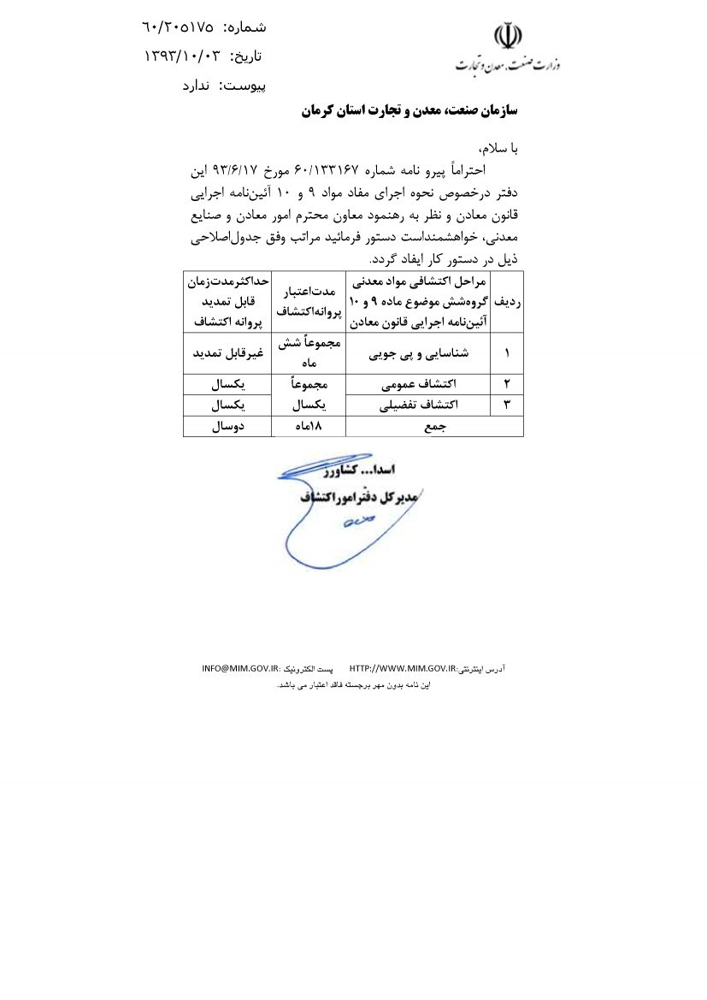 شماره: ۶۰/۲۰۵۱۷۵
تاریخ: ۱۳۹۳/۱۰/۰۳
پیوست: ندارد
وزارت صنعت، معدن و تجارت
سازمان صنعت، معدن و تجارت استان کرمان
با سلام،
احتراماً پیرو نامه شماره ۶۰/۱۳۳۱۶۷ مورخ ۹۳/۶/۱۷ این
دفتر درخصوص نحوه اجرای مفاد مواد ۹ و ۱۰ آئین‌نامه اجرایی
قانون معادن و نظر به رهنمود معاون محترم امور معادن و صنایع
معدنی، خواهشمنداست دستور فرمائید مراتب وفق جدول‌اصلاحی
ذیل در دستور کار ایفاد گردد.
ردیف مراحل اکتشافی مواد معدنی گروه‌شش موضوع ماده ۹ و ۱۰ آئین‌نامه اجرایی قانون معادن مدت‌اعتبار پروانه‌اکتشاف حداکثرمدت‌زمان قابل تمدید پروانه اکتشاف
۱ شناسایی و پی جویی مجموعاً شش ماه غیرقابل تمدید
۲ اکتشاف عمومی مجموعاً یکسال
۳ اکتشاف تفضیلی یکسال یکسال
جمع ۱۸ماه دوسال
اسدا... کشاورز
مدیرکل دفتراموراکتشاف
آدرس اینترنتی:HTTP://WWW.MIM.GOV.IR پست الکترونیک :INFO@MIM.GOV.IR
این نامه بدون مهر برجسته فاقد اعتبار می باشد.